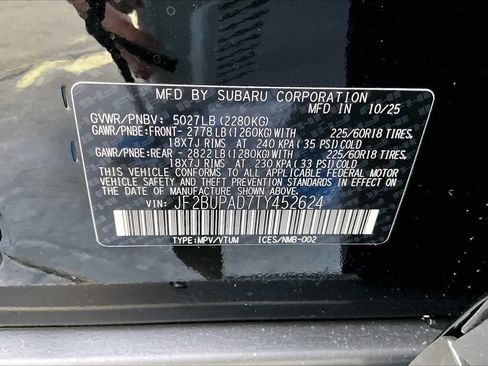 MFD BY SUBARU CORPORATION
MFD IN 10/25
GVWR/PNBV: 5027LB (2280KG)
GAWR/PNBE:FRONT- 2778LB (1260KG) WITH 225/60R18 TIRES,
18X7J RIMS AT 240 KPA ( 35 PSI) COLD
GAWR/PNBE:REAR - 2822LB (1280KG) WITH 225/60R18 TIRES,
18X7J RIMS AT 230 KPA ( 33 PSI) COLD
THIS VEHICLE CONFORMS TO ALL APPLICABLE FEDERAL MOTOR
VEHICLE SAFETY, BUMPER, AND THEFT PREVENTION STANDARDS
IN EFFECT ON THE DATE OF MANUFACTURE SHOWN ABOVE.
VIN: JF2BUPAD7TY452624
TYPE:MPV/VTUM ICES/NMB-002